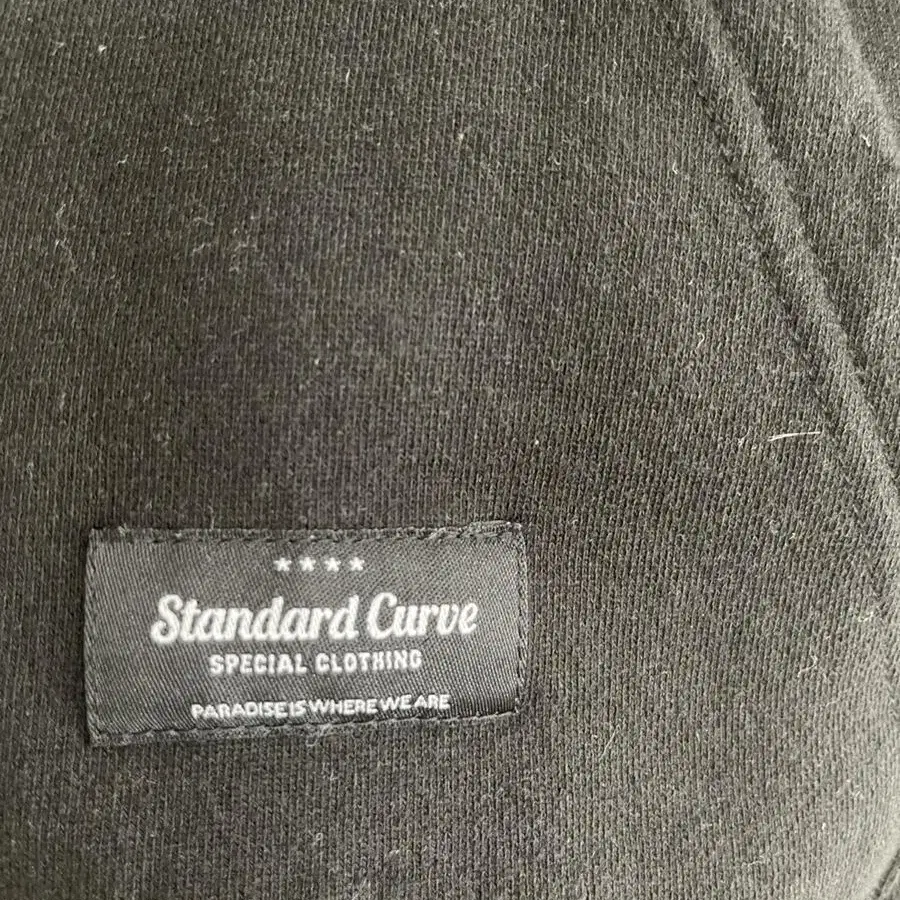 ★★★★
Standard Curve
SPECIAL CLOTHING
PARADISE IS WHERE WE ARE